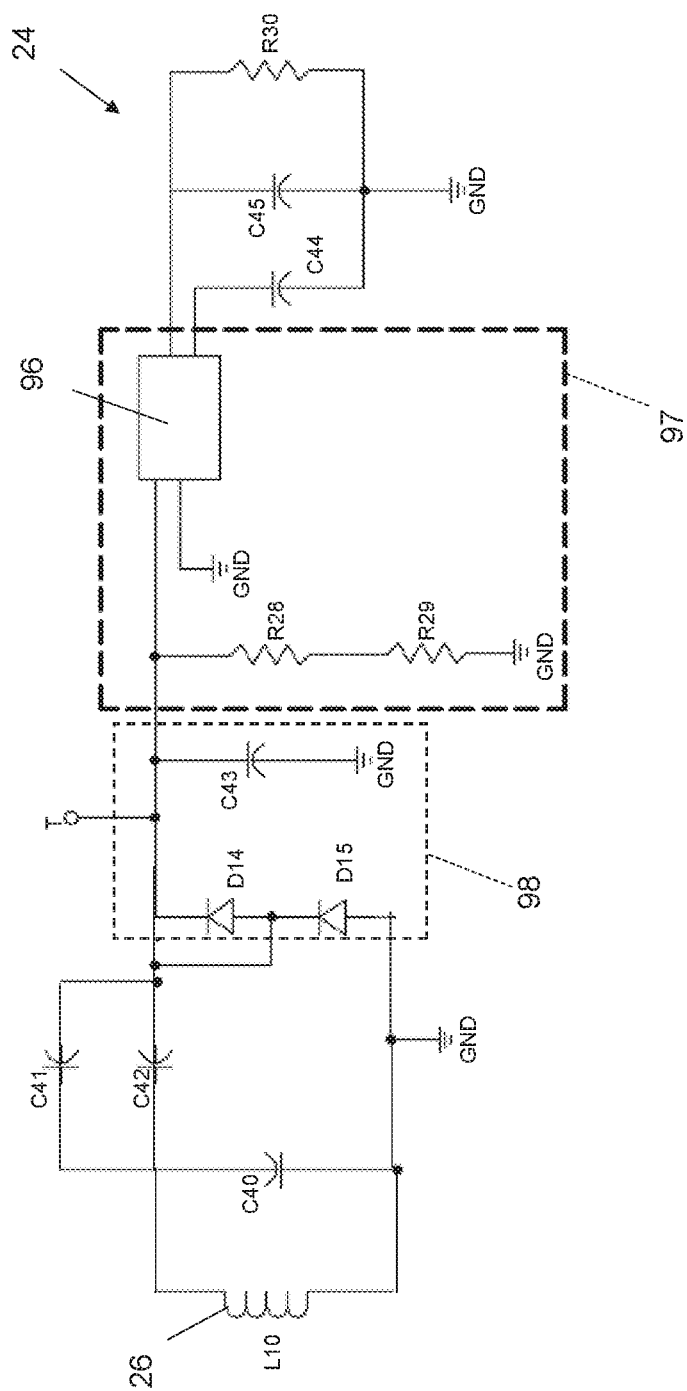 24
C41
T
96
26
C42
D14
C43
R28
GND
C45
R30
C44
L10
C40
D15
GND
R29
GND
GND
GND
98
97